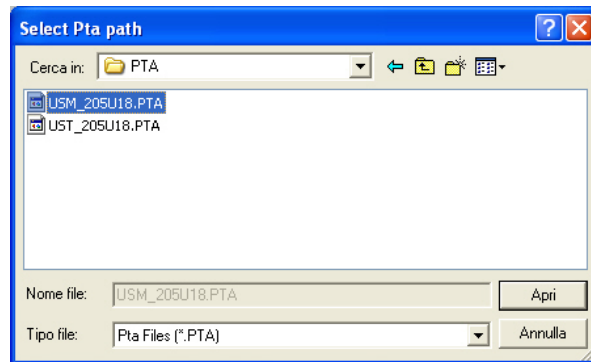 Select Pta path
Cerca in: PTA
USM_205U18.PTA
UST_205U18.PTA
Nome file: USM_205U18.PTA Apri
Tipo file: Pta Files (*.PTA) Annulla